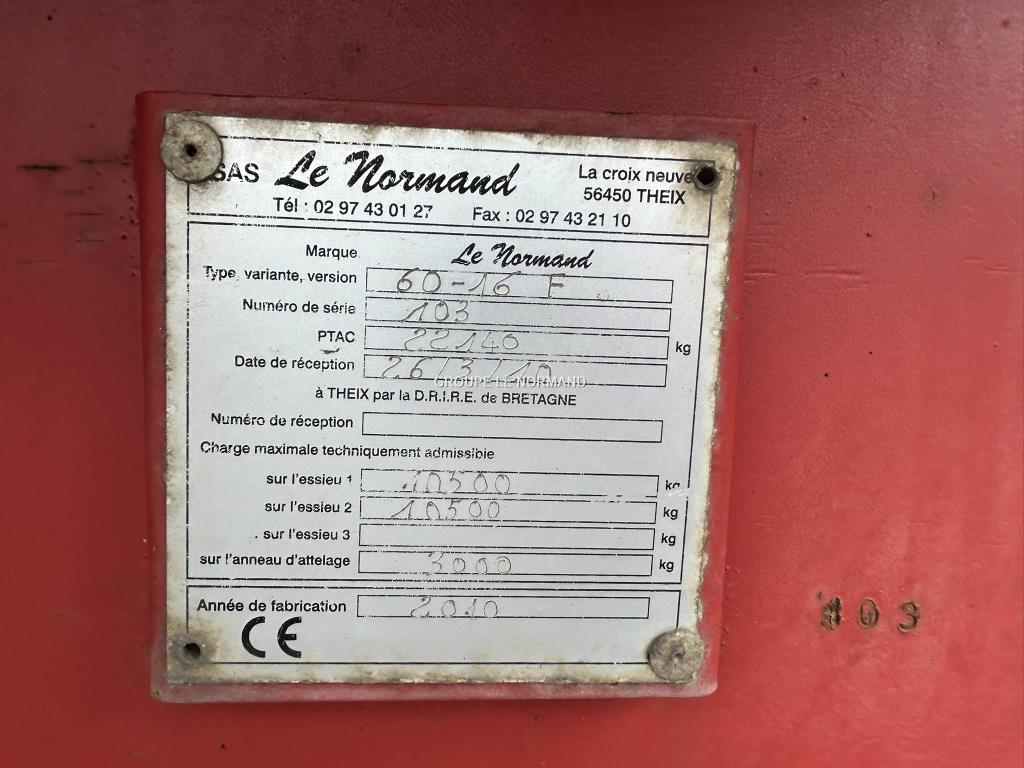 SAS Le Normand La croix neuve
56450 THEIX
Tél : 02 97 43 01 27 Fax : 02 97 43 21 10
Marque Le Normand
Type, variante, version 60-16 F
Numéro de série 103
PTAC 22140 kg
Date de réception 26/3/10
GROUPE LE NORMAND
à THEIX par la D.R.I.R.E. de BRETAGNE
Numéro de réception
Charge maximale techniquement admissible
sur l'essieu 1 10500 kg
sur l'essieu 2 10500 kg
sur l'essieu 3 kg
sur l'anneau d'attelage 3000 kg
Année de fabrication 2010
CE
103